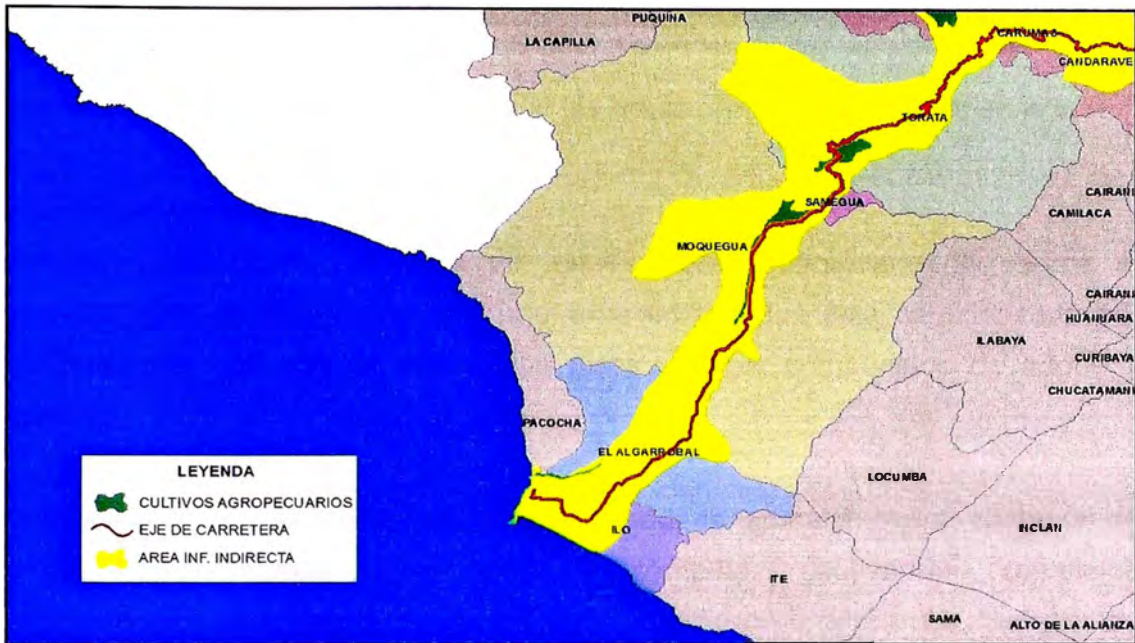 PUQUINA
LA CAPILLA
CARUMAS
CANDARAVE
TORATA
CAIRANI
SAMEGUA
CAMILACA
MOQUEGUA
CAIRANI
HUANUARA
ILABAYA
CURIBAYA
CHUCATAMANI
PACOCHA
EL ALGARROBAL
LOCUMBA
ILO
INCLAN
ITE
SAMA
ALTO DE LA ALIANZA
LEYENDA
CULTIVOS AGROPECUARIOS
EJE DE CARRETERA
AREA INF. INDIRECTA